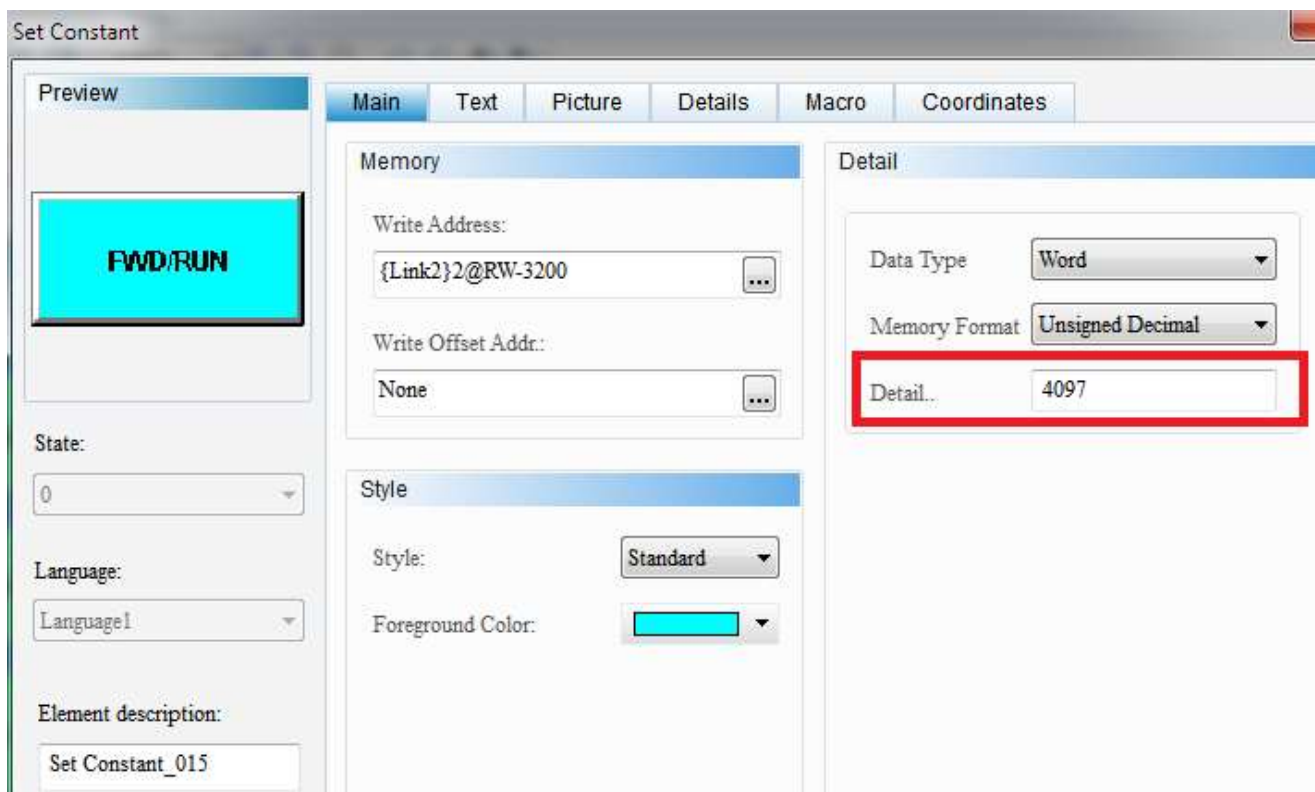 Set Constant
Preview
FWD/RUN
State:
0
Language:
Language1
Element description:
Set Constant_015
Main Text Picture Details Macro Coordinates
Memory
Write Address:
{Link2}2@RW-3200
...
Write Offset Addr.:
None
...
Style
Style:
Standard
Foreground Color:
Detail
Data Type
Word
Memory Format
Unsigned Decimal
Detail..
4097